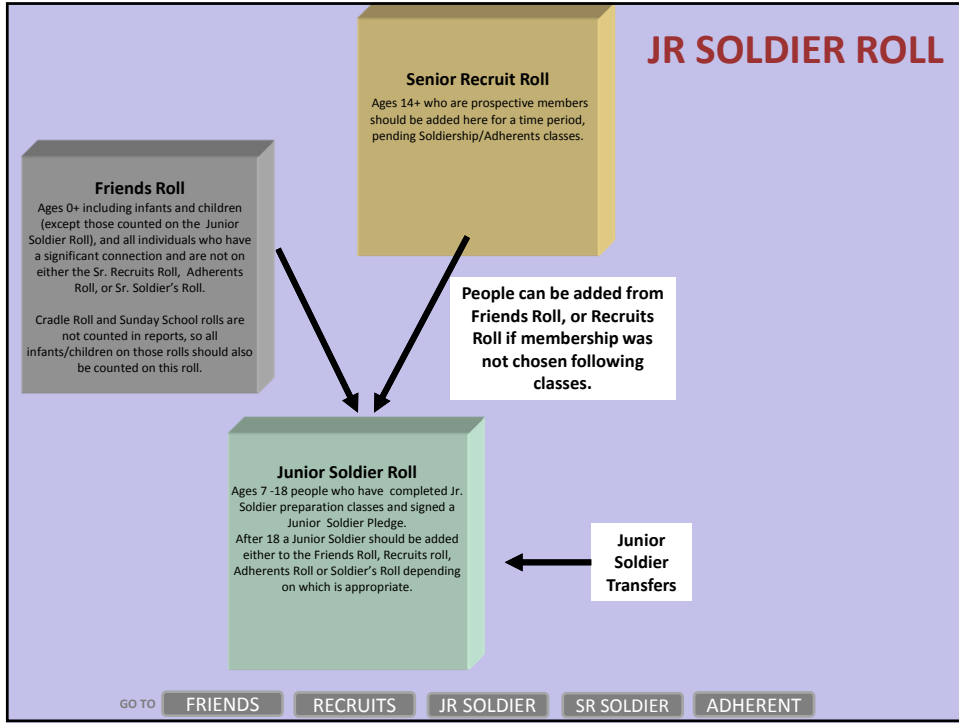 JR SOLDIER ROLL
Senior Recruit Roll
Ages 14+ who are prospective members
should be added here for a time period,
pending Soldiership/Adherents classes.
Friends Roll
Ages 0+ including infants and children
(except those counted on the Junior
Soldier Roll), and all individuals who have
a significant connection and are not on
either the Sr. Recruits Roll, Adherents
Roll, or Sr. Soldier's Roll.
Cradle Roll and Sunday School rolls are
not counted in reports, so all
infants/children on those rolls should also
be counted on this roll.
People can be added from
Friends Roll, or Recruits
Roll if membership was
not chosen following
classes.
Junior Soldier Roll
Ages 7 -18 people who have completed Jr.
Soldier preparation classes and signed a
Junior Soldier Pledge.
After 18 a Junior Soldier should be added
either to the Friends Roll, Recruits roll,
Adherents Roll or Soldier's Roll depending
on which is appropriate.
Junior
Soldier
Transfers
GO TO FRIENDS RECRUITS JR SOLDIER SR SOLDIER ADHERENT